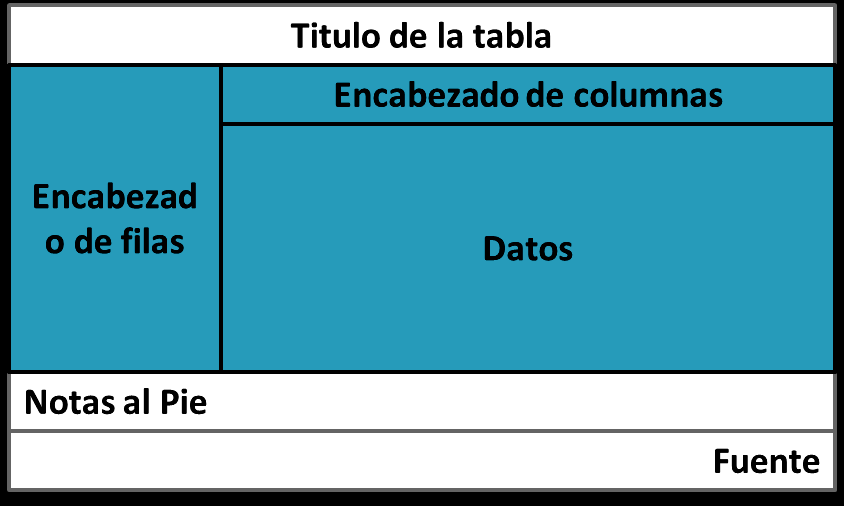 Titulo de la tabla
Encabezado de columnas
Encabezad
o de filas
Datos
Notas al Pie
Fuente